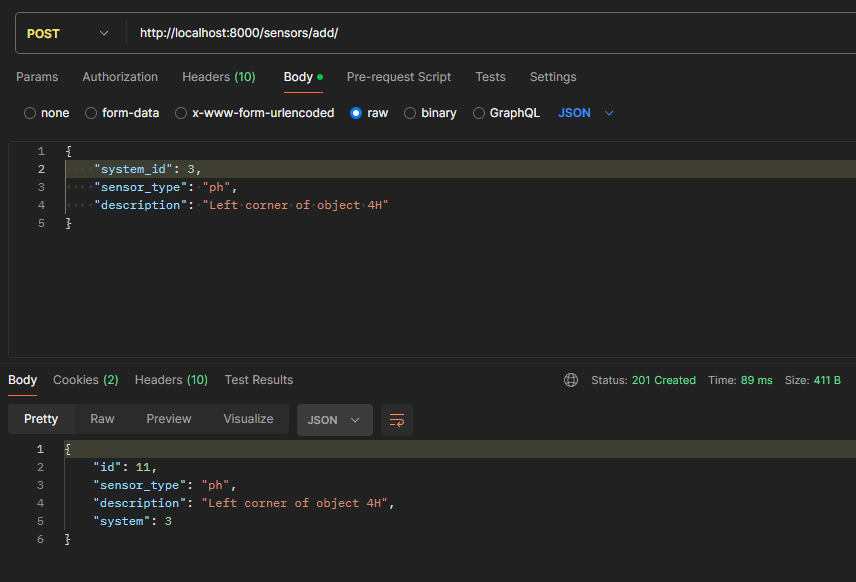 POST http://localhost:8000/sensors/add/
Params Authorization Headers (10) Body Pre-request Script Tests Settings
none form-data x-www-form-urlencoded raw binary GraphQL JSON
1 {
2 "system_id": 3,
3 "sensor_type": "ph",
4 "description": "Left corner of object 4H"
5 }
Body Cookies (2) Headers (10) Test Results Status: 201 Created Time: 89 ms Size: 411 B
Pretty Raw Preview Visualize JSON
1 {
2 "id": 11,
3 "sensor_type": "ph",
4 "description": "Left corner of object 4H",
5 "system": 3
6 }